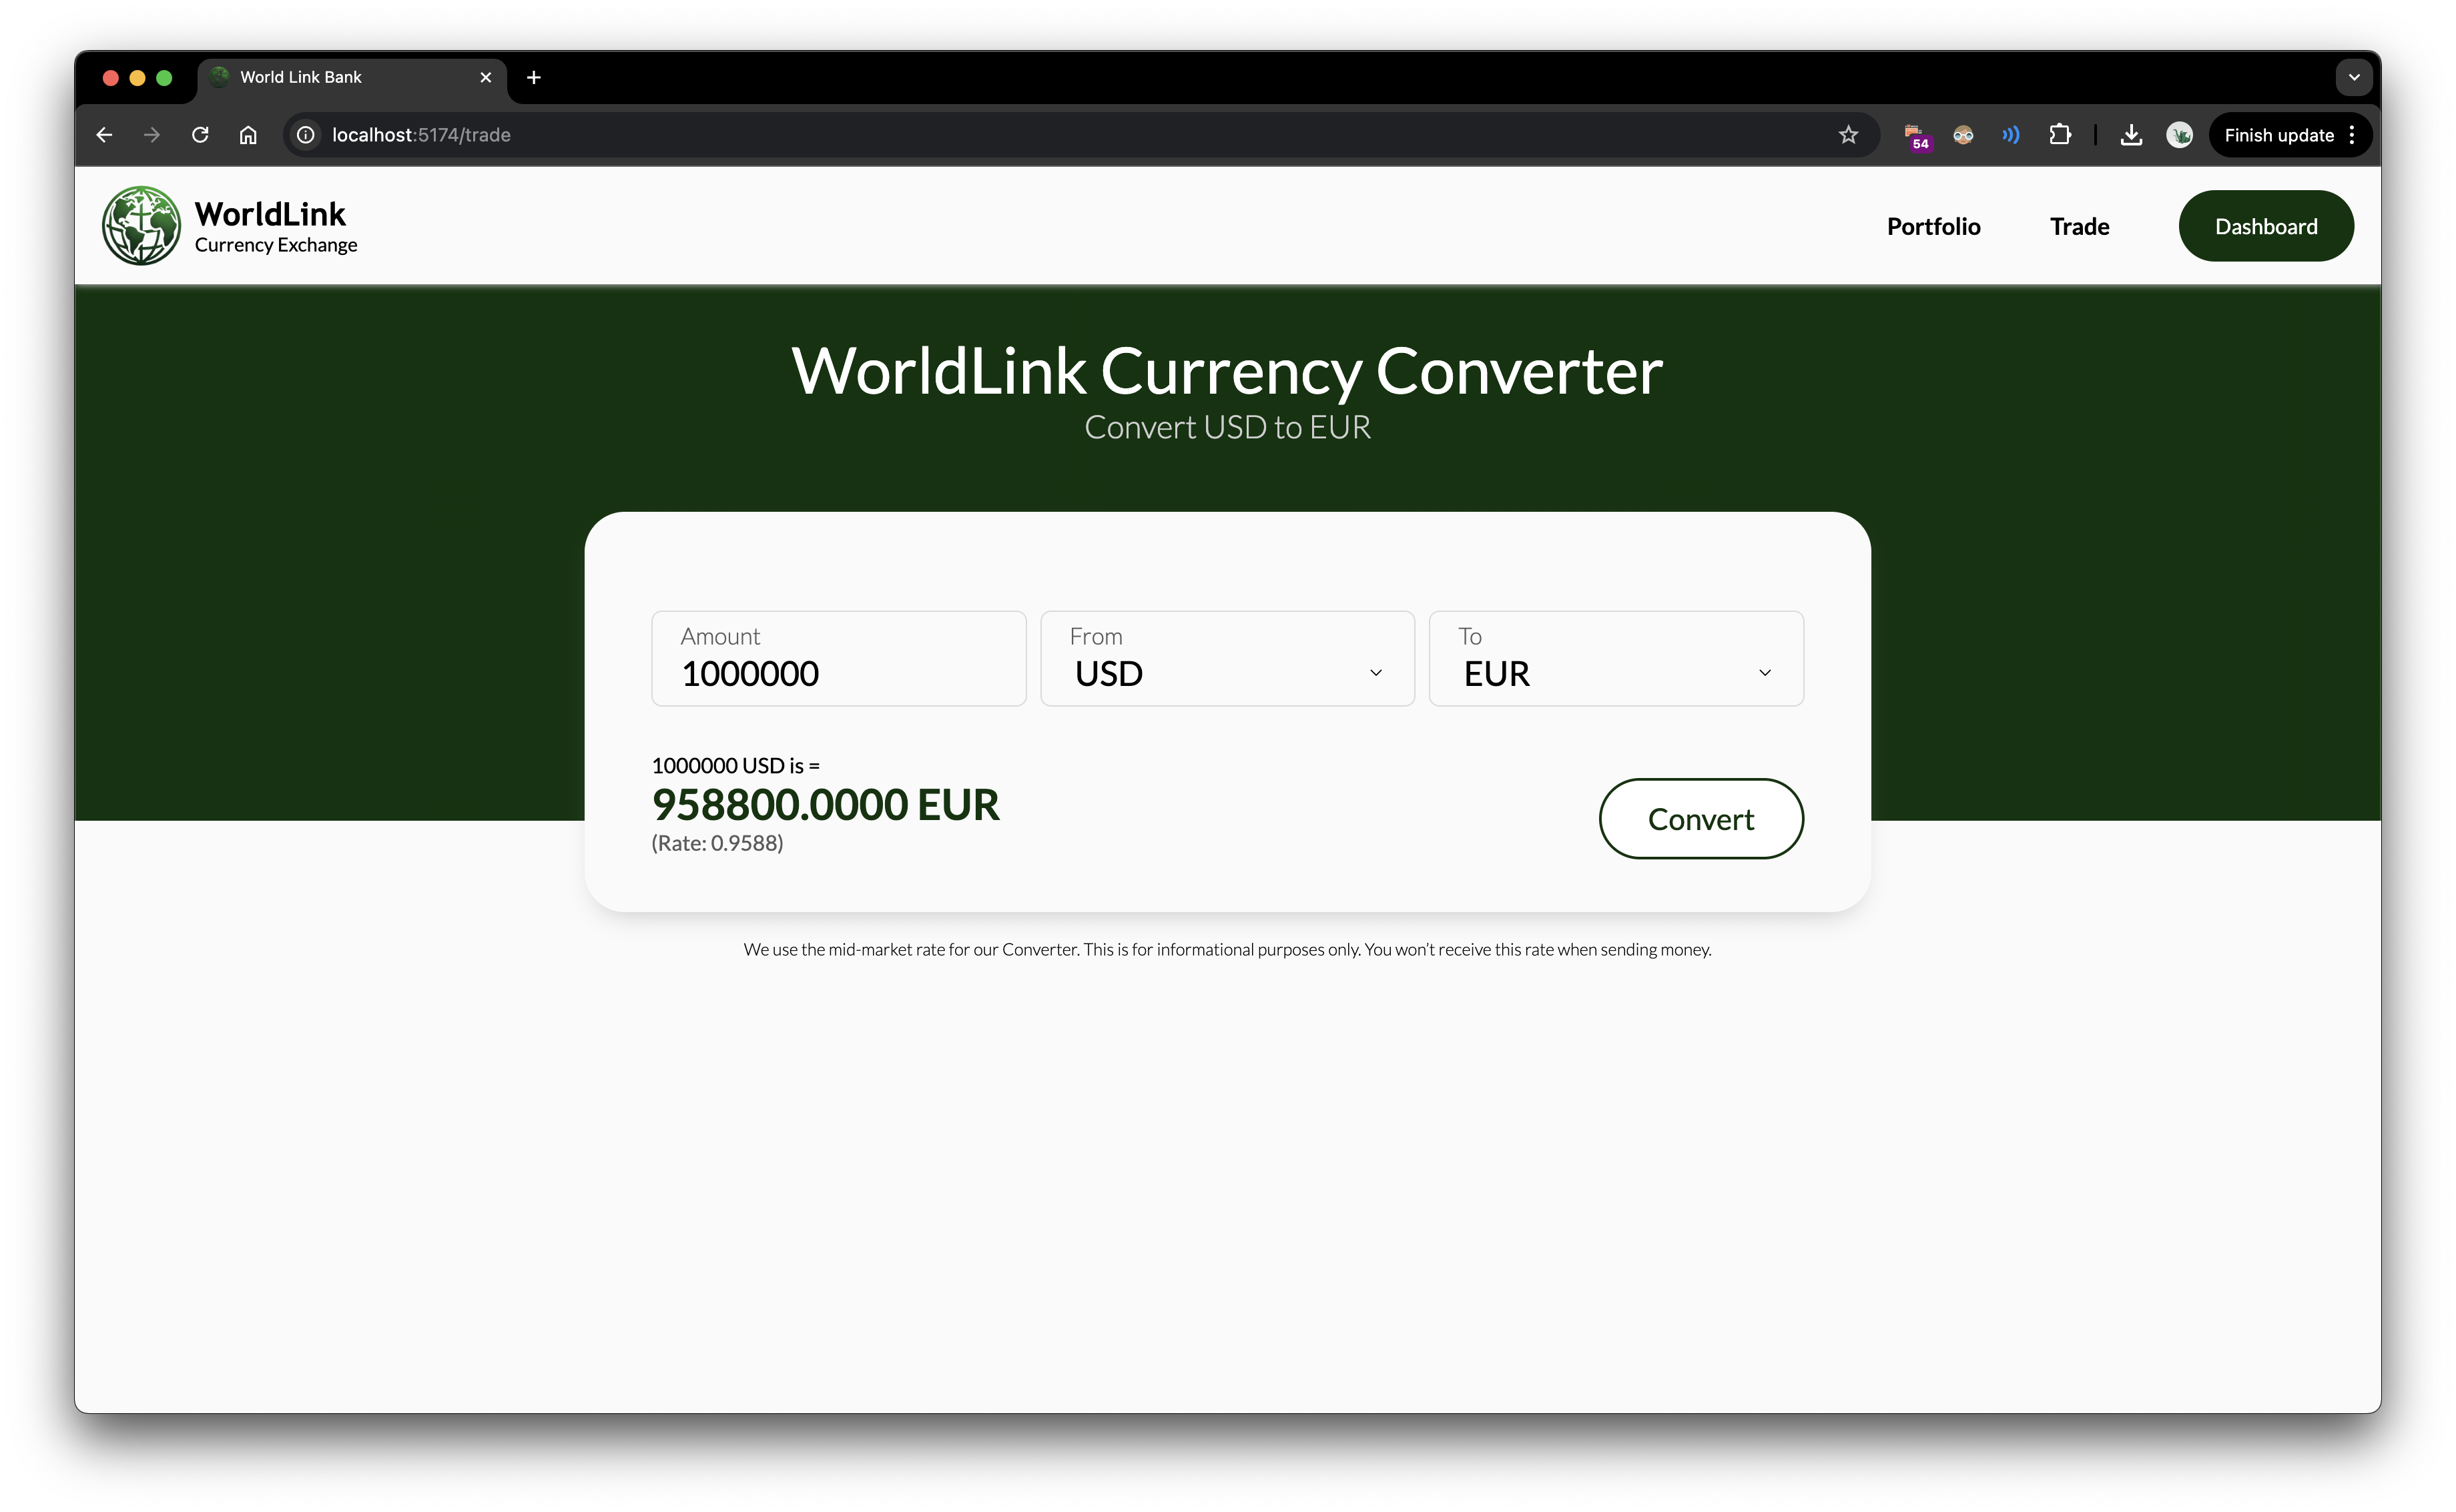 World Link Bank
localhost:5174/trade
54
Finish update
WorldLink
Currency Exchange
Portfolio
Trade
Dashboard
WorldLink Currency Converter
Convert USD to EUR
Amount
1000000
From
USD
To
EUR
1000000 USD is =
958800.0000 EUR
(Rate: 0.9588)
Convert
We use the mid-market rate for our Converter. This is for informational purposes only. You won’t receive this rate when sending money.